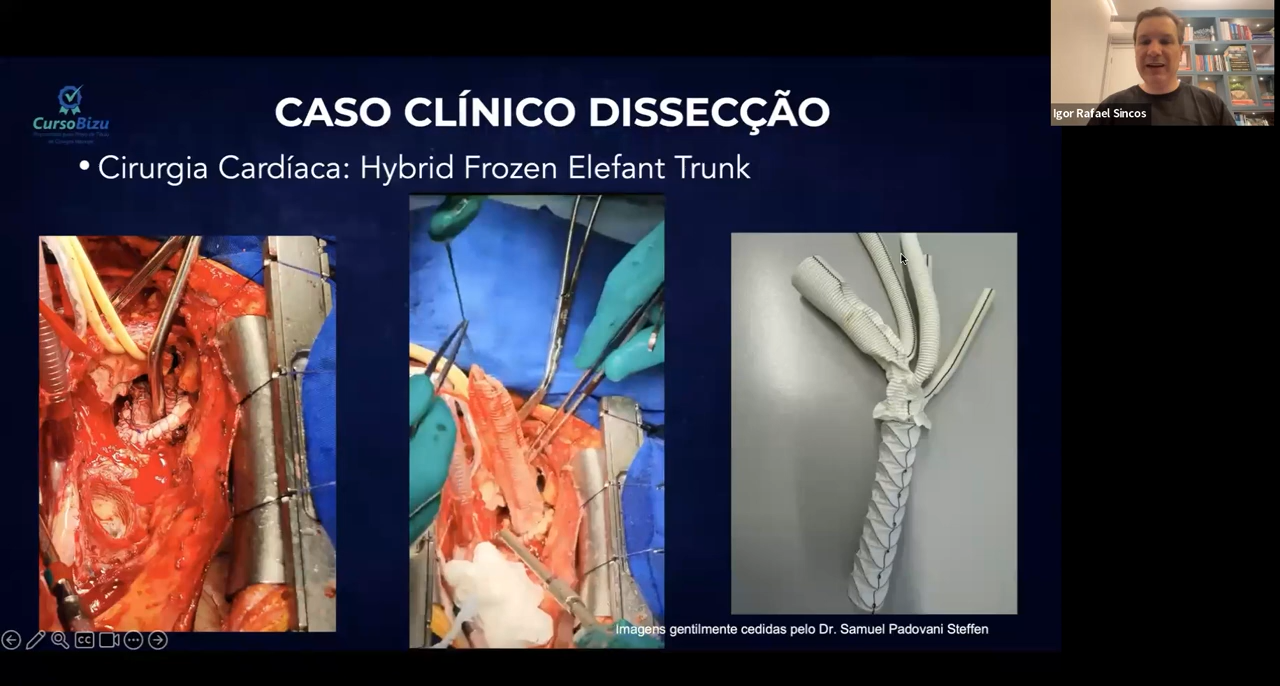 CursoBizu
CASO CLÍNICO DISSECÇÃO
• Cirurgia Cardíaca: Hybrid Frozen Elefant Trunk
Igor Rafael Sincos
Imagens gentilmente cedidas pelo Dr. Samuel Padovani Steffen
CC